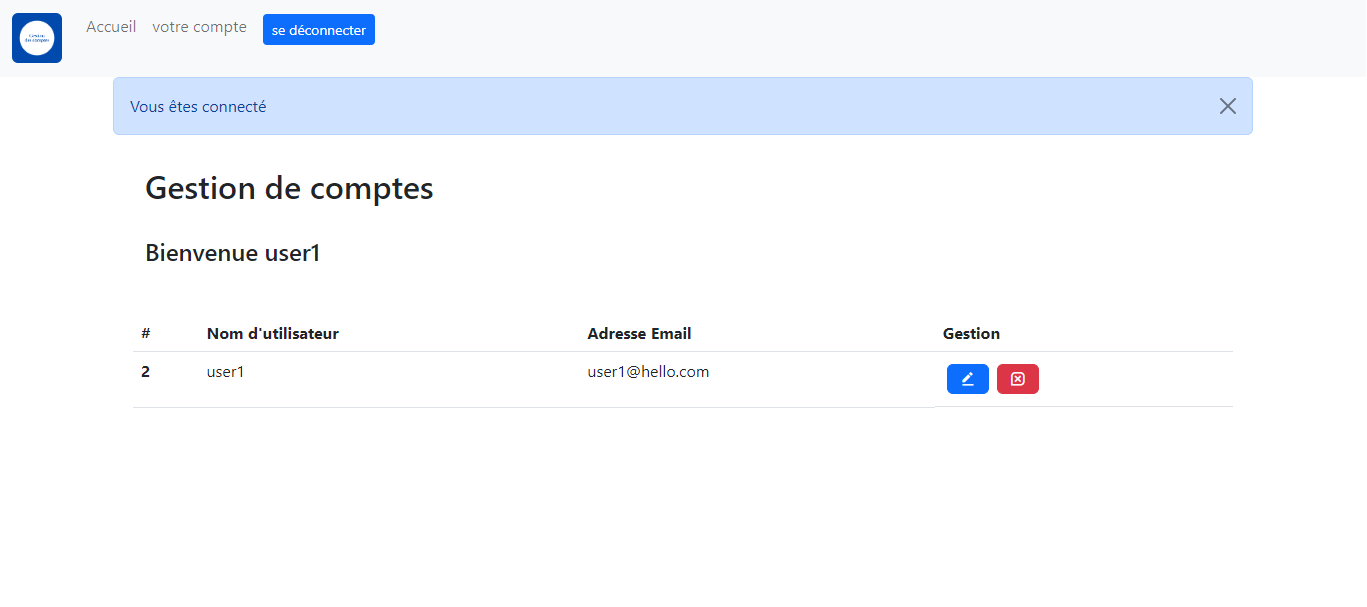 Gestion
des comptes
Accueil votre compte se déconnecter
Vous êtes connecté
Gestion de comptes
Bienvenue user1
# Nom d'utilisateur Adresse Email Gestion
2 user1 user1@hello.com